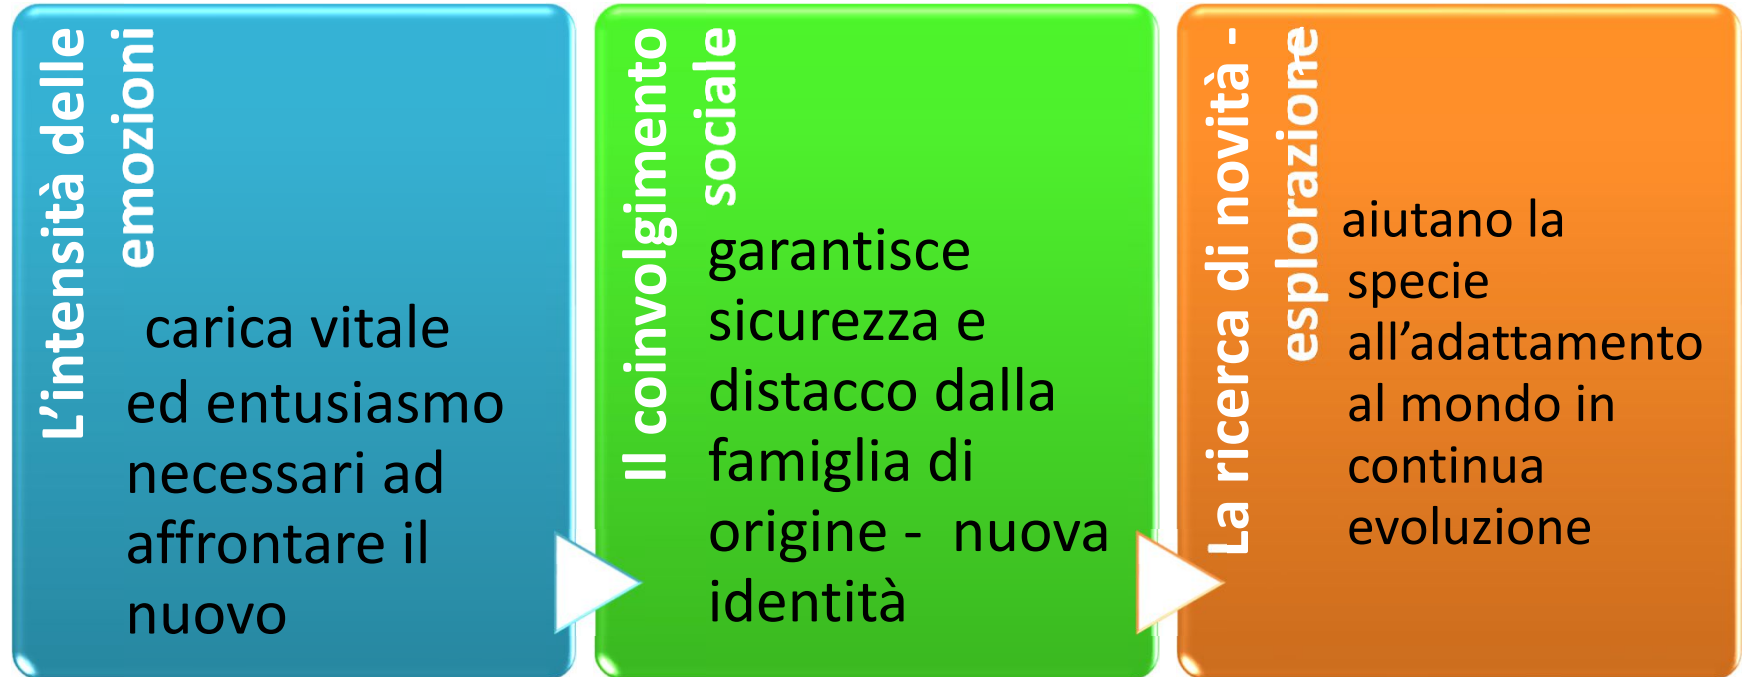 L’intensità delle
emozioni
carica vitale
ed entusiasmo
necessari ad
affrontare il
nuovo
Il coinvolgimento
sociale
garantisce
sicurezza e
distacco dalla
famiglia di
origine - nuova
identità
La ricerca di novità -
esplorazione
aiutano la
specie
all’adattamento
al mondo in
continua
evoluzione